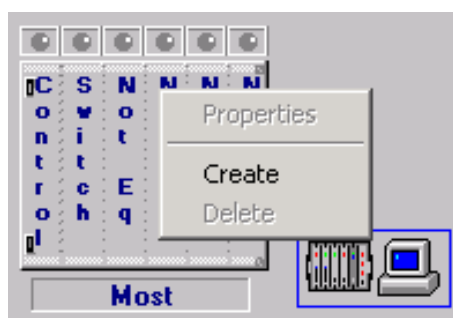 Control
Switch
Not Eq
N
N
N
Properties
Create
Delete
Most